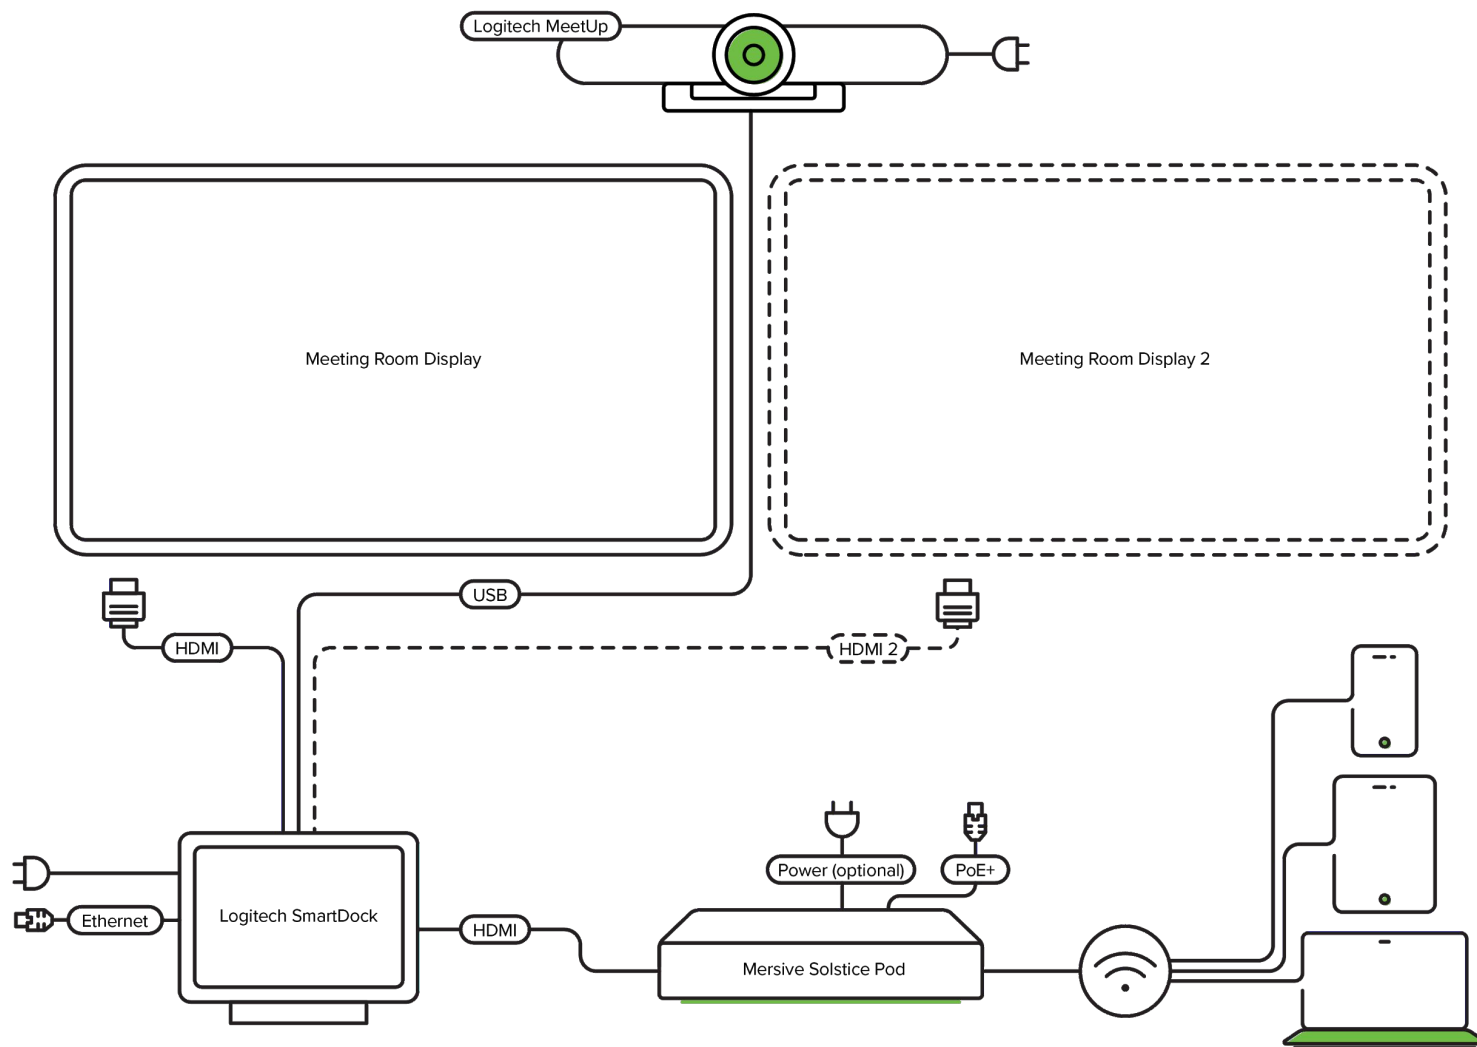 Logitech MeetUp
Meeting Room Display
Meeting Room Display 2
USB
HDMI
HDMI 2
Power (optional)
PoE+
Ethernet
Logitech SmartDock
HDMI
Mersive Solstice Pod